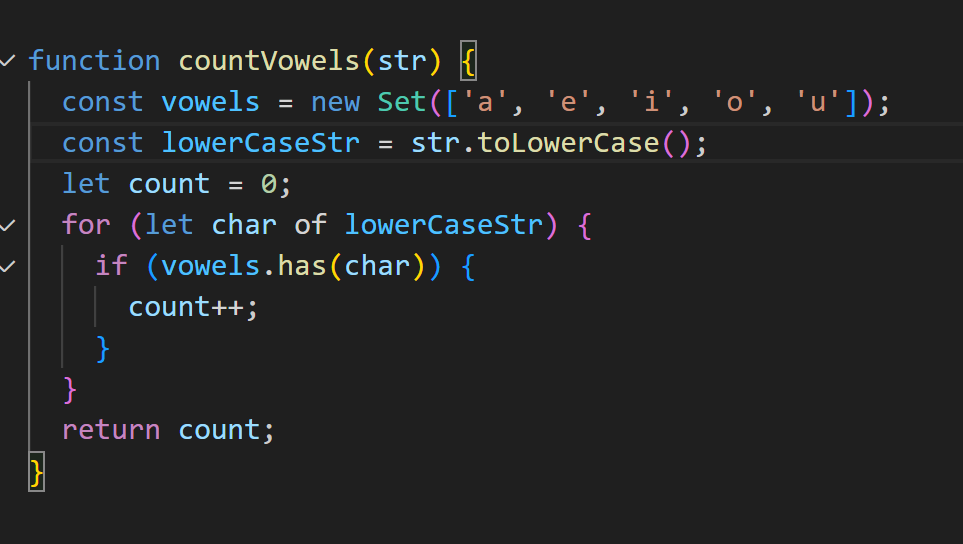 function countVowels(str) {
  const vowels = new Set(['a', 'e', 'i', 'o', 'u']);
  const lowerCaseStr = str.toLowerCase();
  let count = 0;
  for (let char of lowerCaseStr) {
    if (vowels.has(char)) {
      count++;
    }
  }
  return count;
}